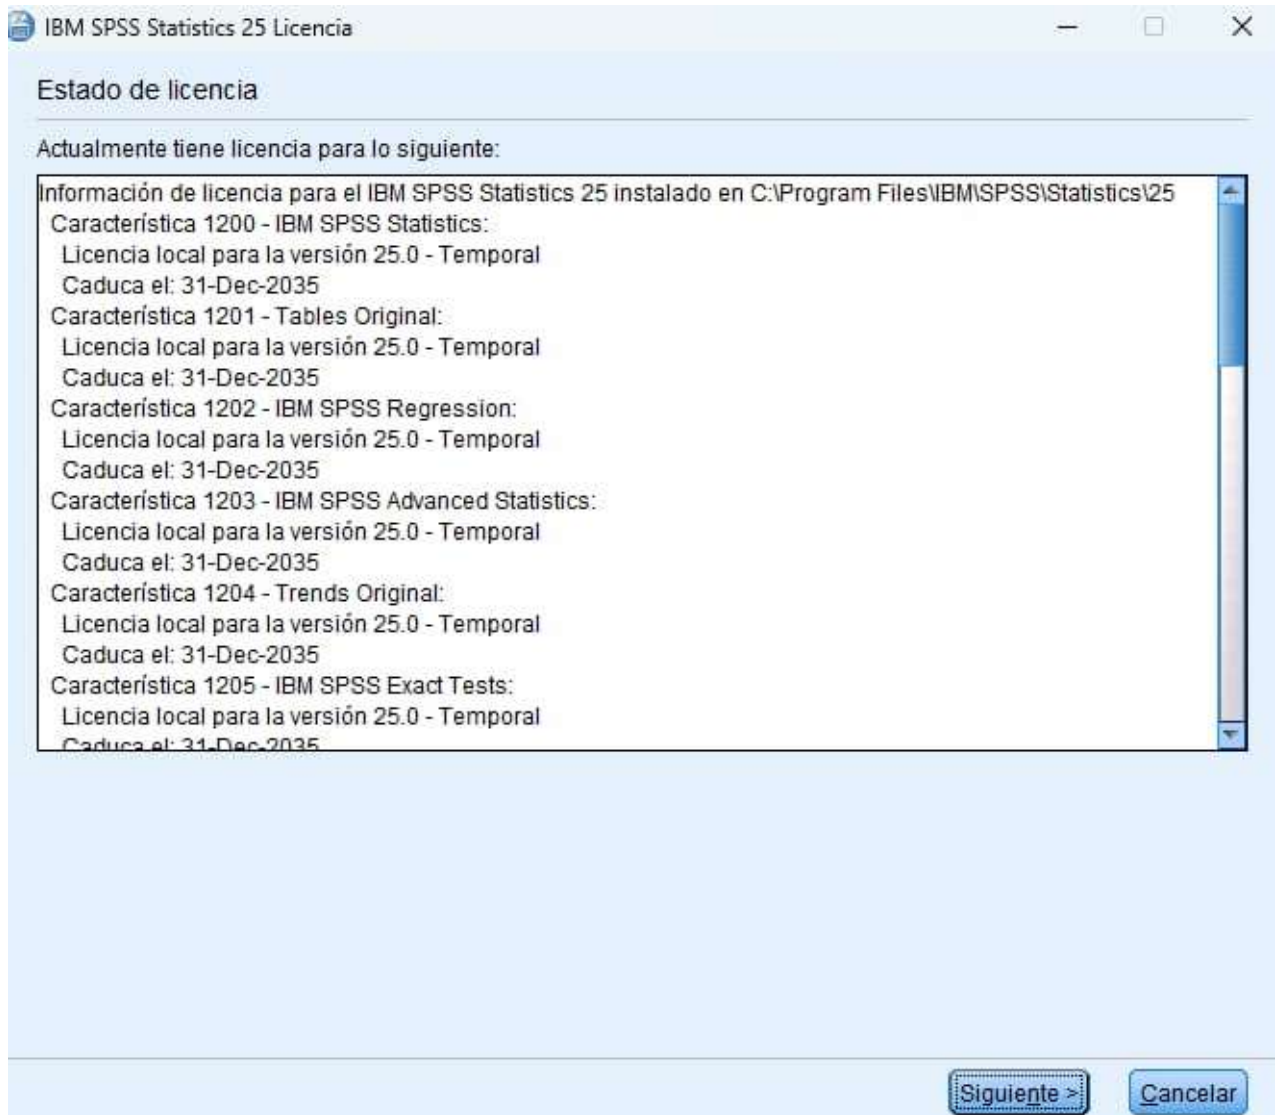 IBM SPSS Statistics 25 Licencia
Estado de licencia
Actualmente tiene licencia para lo siguiente:
Información de licencia para el IBM SPSS Statistics 25 instalado en C:\Program Files\IBM\SPSS\Statistics\25
Característica 1200 - IBM SPSS Statistics:
Licencia local para la versión 25.0 - Temporal
Caduca el: 31-Dec-2035
Característica 1201 - Tables Original:
Licencia local para la versión 25.0 - Temporal
Caduca el: 31-Dec-2035
Característica 1202 - IBM SPSS Regression:
Licencia local para la versión 25.0 - Temporal
Caduca el: 31-Dec-2035
Característica 1203 - IBM SPSS Advanced Statistics:
Licencia local para la versión 25.0 - Temporal
Caduca el: 31-Dec-2035
Característica 1204 - Trends Original:
Licencia local para la versión 25.0 - Temporal
Caduca el: 31-Dec-2035
Característica 1205 - IBM SPSS Exact Tests:
Licencia local para la versión 25.0 - Temporal
Caduca el: 31-Dec-2035
Siguiente >
Cancelar